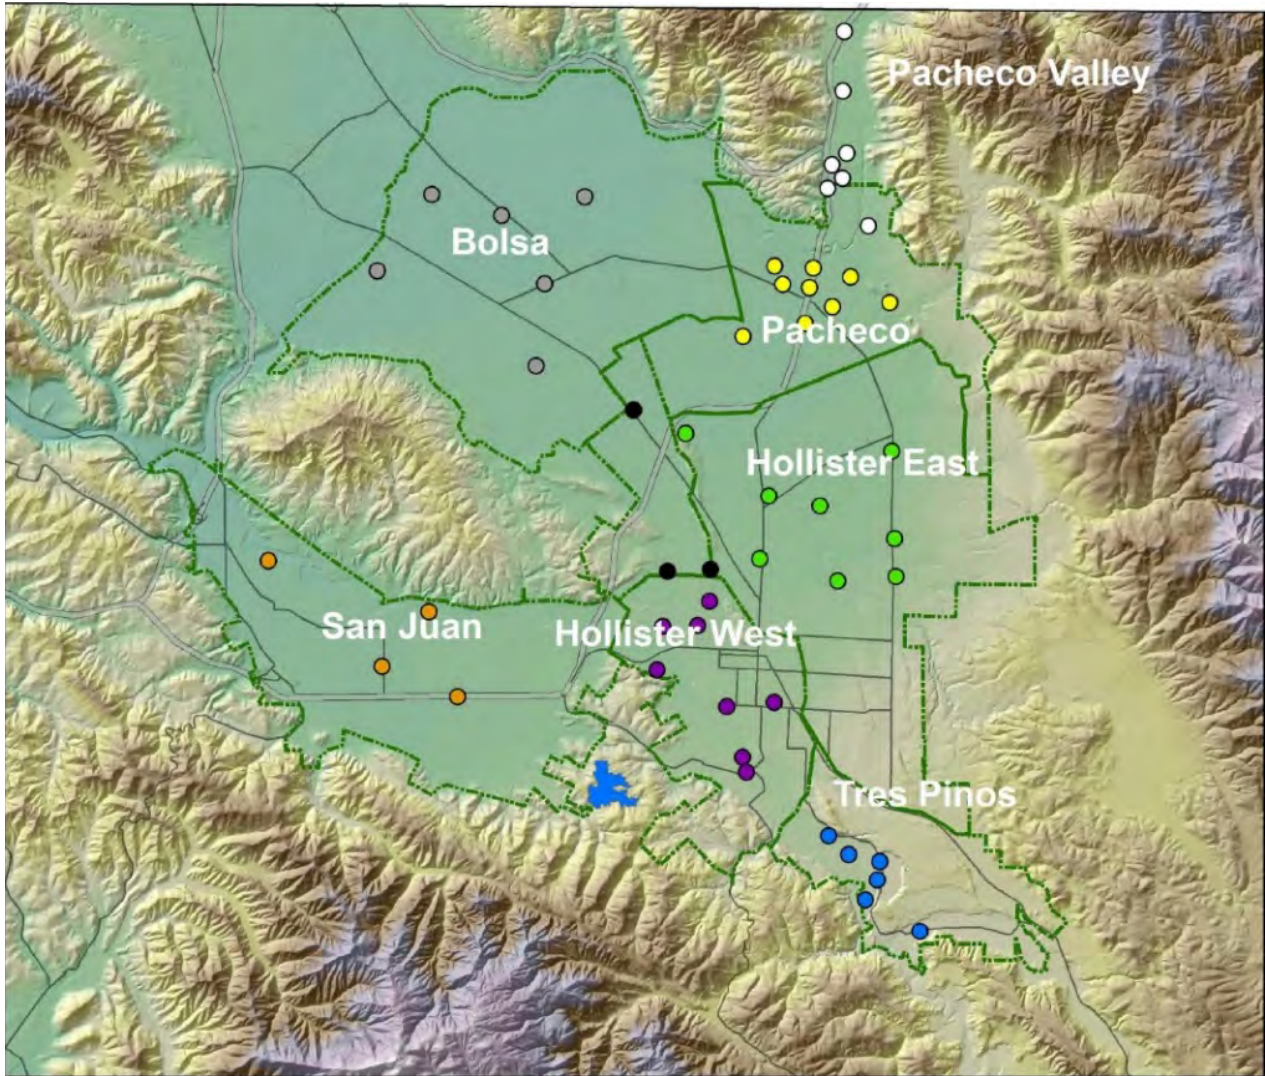 Pacheco Valley
Bolsa
Pacheco
Hollister East
San Juan
Hollister West
Tres Pinos